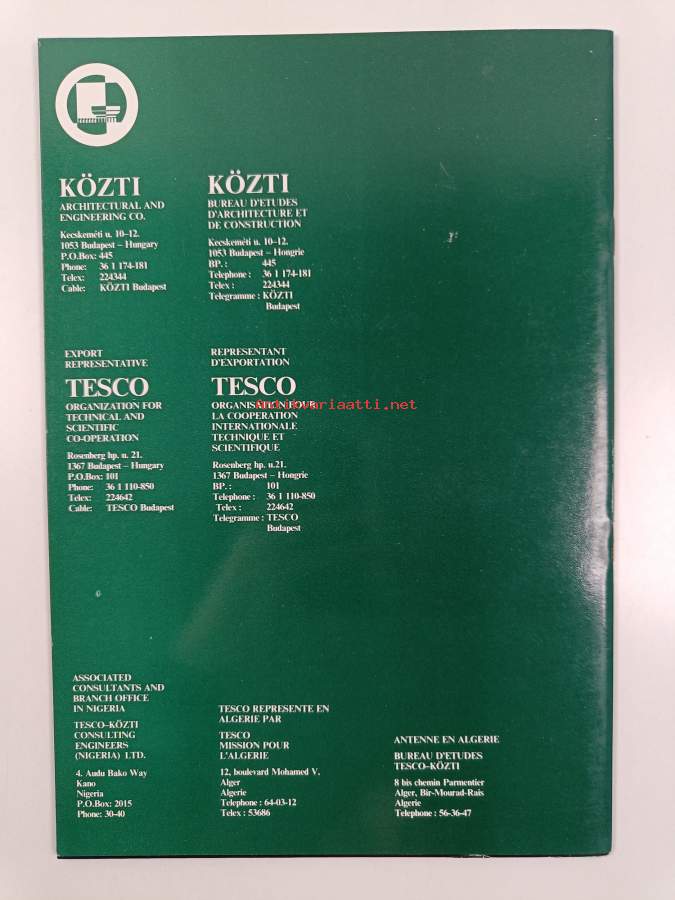 KÖZTI
ARCHITECTURAL AND
ENGINEERING CO.
Kecskeméti u. 10–12.
1053 Budapest – Hungary
P.O.Box: 445
Phone: 36 1 174-181
Telex: 224344
Cable: KÖZTI Budapest
KÖZTI
BUREAU D'ETUDES
D'ARCHITECTURE ET
DE CONSTRUCTION
Kecskeméti u. 10–12.
1053 Budapest – Hongrie
BP. : 445
Telephone : 36 1 174-181
Telex : 224344
Telegramme : KÖZTI
Budapest
EXPORT
REPRESENTATIVE
TESCO
ORGANIZATION FOR
TECHNICAL AND
SCIENTIFIC
CO-OPERATION
Rosenberg hp. u. 21.
1367 Budapest – Hungary
P.O.Box: 101
Phone: 36 1 110-850
Telex: 224642
Cable: TESCO Budapest
REPRESENTANT
D'EXPORTATION
TESCO
ORGANISATION POUR
LA COOPERATION
INTERNATIONALE
TECHNIQUE ET
SCIENTIFIQUE
Rosenberg hp. u.21.
1367 Budapest – Hongrie
BP. : 101
Telephone : 36 1 110-850
Telex : 224642
Telegramme : TESCO
Budapest
Antikvariaatti.net
ASSOCIATED
CONSULTANTS AND
BRANCH OFFICE
IN NIGERIA
TESCO–KÖZTI
CONSULTING
ENGINEERS
(NIGERIA) LTD.
4. Audu Bako Way
Kano
Nigeria
P.O.Box: 2015
Phone: 30-40
TESCO REPRESENTE EN
ALGERIE PAR
TESCO
MISSION POUR
L'ALGERIE
12, boulevard Mohamed V.
Alger
Algerie
Telephone : 64-03-12
Telex : 53686
ANTENNE EN ALGERIE
BUREAU D'ETUDES
TESCO–KÖZTI
8 bis chemin Parmentier
Alger, Bir-Mourad-Rais
Algerie
Telephone : 56-36-47